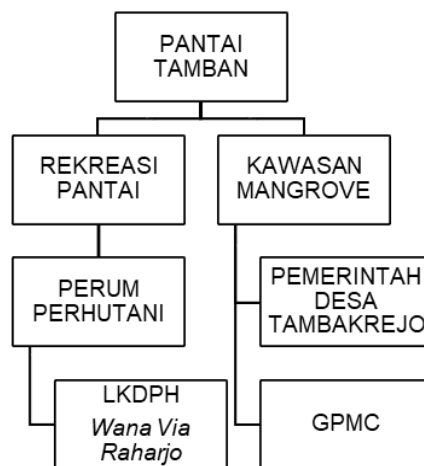 PANTAI
TAMBAN
REKREASI
PANTAI
KAWASAN
MANGROVE
PERUM
PERHUTANI
PEMERINTAH
DESA
TAMBAKREJO
LKDPH
Wana Via
Raharjo
GPMC